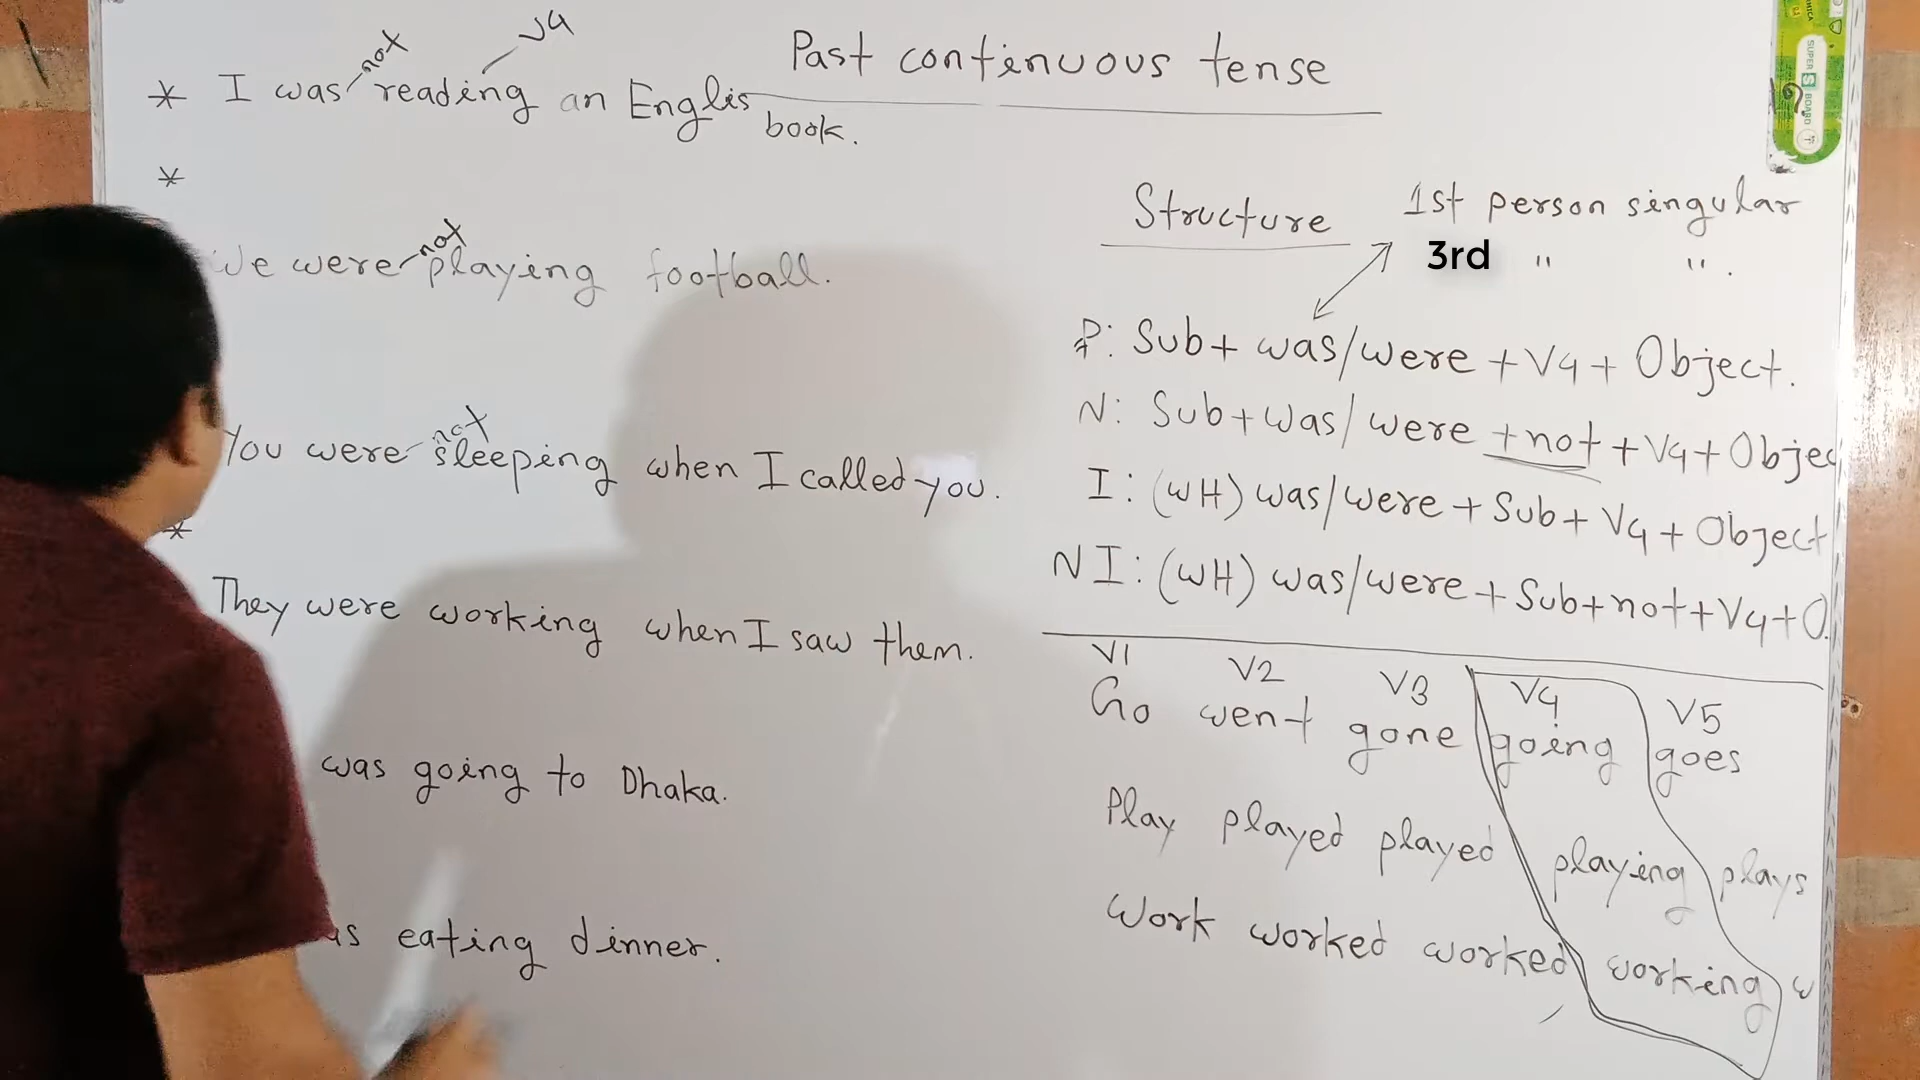 Past continuous tense
not V4
* I was reading an Englis
book.
*
not
We were playing football.
not
You were sleeping when I called you.
*
They were working when I saw them.
was going to Dhaka.
eating dinner.
Structure
1st person singular
3rd " " .
P: Sub + was/were + V4 + Object.
N: Sub + was/were + not + V4 + Objec
I: (WH) was/were + Sub + V4 + Object
NI: (WH) was/were + Sub + not + V4 + O.
V1 V2 V3 V4 V5
Go went gone going goes
Play played played playing plays
Work worked worked working w
SUPER S BOARD